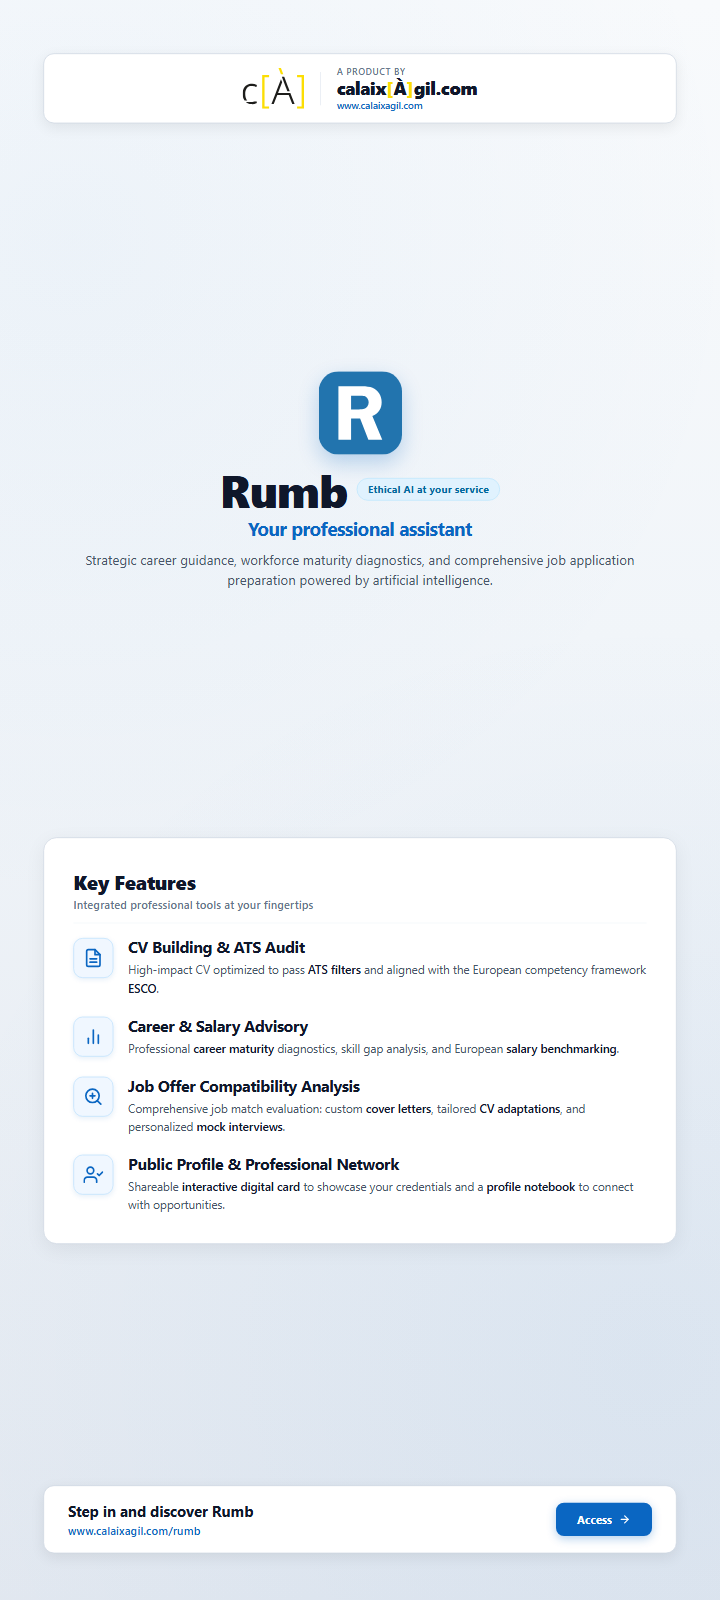 c[À]
A PRODUCT BY
calaix[À]gil.com
www.calaixagil.com
R
Rumb
Ethical AI at your service
Your professional assistant
Strategic career guidance, workforce maturity diagnostics, and comprehensive job application
preparation powered by artificial intelligence.
Key Features
Integrated professional tools at your fingertips
CV Building & ATS Audit
High-impact CV optimized to pass ATS filters and aligned with the European competency framework
ESCO.
Career & Salary Advisory
Professional career maturity diagnostics, skill gap analysis, and European salary benchmarking.
Job Offer Compatibility Analysis
Comprehensive job match evaluation: custom cover letters, tailored CV adaptations, and
personalized mock interviews.
Public Profile & Professional Network
Shareable interactive digital card to showcase your credentials and a profile notebook to connect
with opportunities.
Step in and discover Rumb
www.calaixagil.com/rumb
Access →